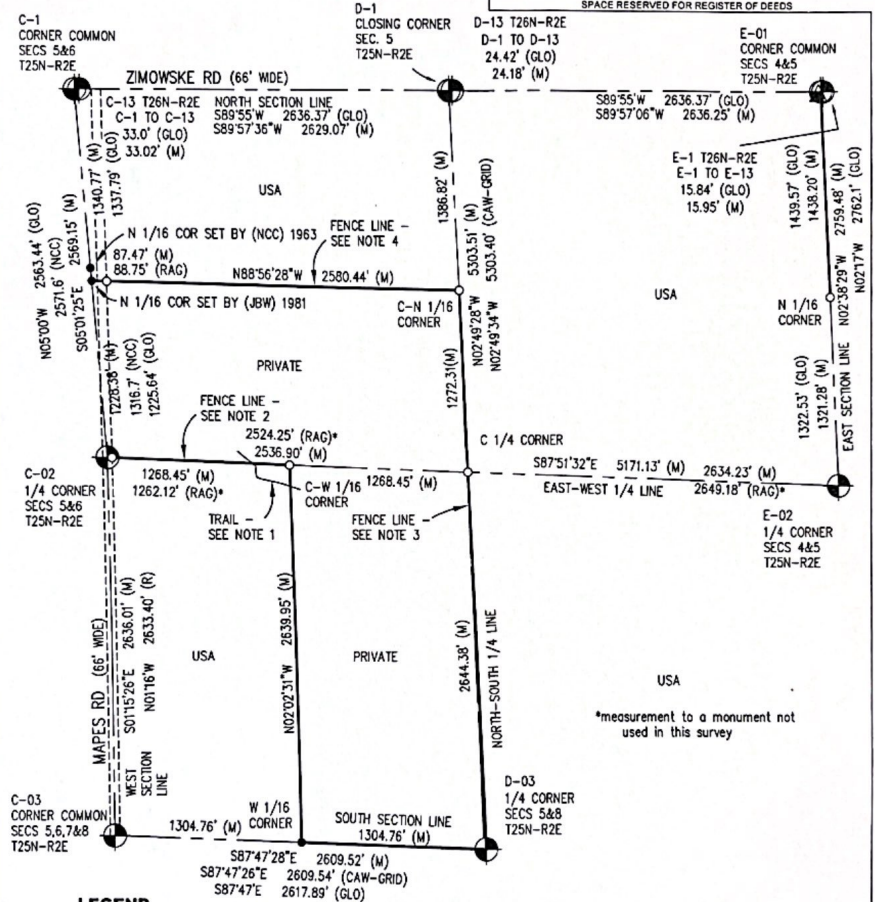 SPACE RESERVED FOR REGISTER OF DEEDS
C-1
CORNER COMMON
SECS 5&6
T25N-R2E
D-1
CLOSING CORNER
SEC. 5
T25N-R2E
D-13 T26N-R2E
D-1 TO D-13
24.42' (GLO)
24.18' (M)
E-01
CORNER COMMON
SECS 4&5
T25N-R2E
ZIMOWSKE RD (66' WIDE)
C-13 T26N-R2E
C-1 TO C-13
33.0' (GLO)
33.02' (M)
NORTH SECTION LINE
S89°55'W 2636.37' (GLO)
S89°57'36"W 2629.07' (M)
S89°55'W 2636.37' (GLO)
S89°57'06"W 2636.25' (M)
E-1 T26N-R2E
E-1 TO E-13
15.84' (GLO)
15.95' (M)
1340.77' (M)
1337.79' (GLO)
USA
1386.82' (M)
5303.51' (M)
5303.40' (CAW-GRID)
N02°49'28"W
N02°49'34"W
1439.57' (GLO)
1438.20' (M)
2759.48' (M)
2762.1' (GLO)
N02°38'29"W
N02°17'W
N05°00'W 2563.44' (GLO)
2571.6' (NCC)
S05°01'25"E 2569.15' (M)
N 1/16 COR SET BY (NCC) 1963
87.47' (M)
88.75' (RAG)
FENCE LINE -
SEE NOTE 4
N88°56'28"W 2580.44' (M)
N 1/16 COR SET BY (JBW) 1981
C-N 1/16
CORNER
USA
N 1/16
CORNER
1228.38' (M)
1316.7' (NCC)
1225.64' (GLO)
PRIVATE
1272.31'(M)
1322.53' (GLO)
1321.28' (M)
EAST SECTION LINE
FENCE LINE -
SEE NOTE 2
2524.25' (RAG)*
2536.90' (M)
C 1/4 CORNER
C-02
1/4 CORNER
SECS 5&6
T25N-R2E
1268.45' (M)
1262.12' (RAG)*
C-W 1/16
CORNER
1268.45' (M)
S87°51'32"E 5171.13' (M) 2634.23' (M)
EAST-WEST 1/4 LINE 2649.18' (RAG)*
TRAIL -
SEE NOTE 1
FENCE LINE -
SEE NOTE 3
E-02
1/4 CORNER
SECS 4&5
T25N-R2E
MAPES RD (66' WIDE)
S01°15'26"E 2636.01' (M)
N01°16'W 2633.40' (R)
WEST
SECTION
LINE
USA
N02°02'31"W 2639.95' (M)
PRIVATE
2644.38' (M)
NORTH-SOUTH 1/4 LINE
USA
*measurement to a monument not
used in this survey
C-03
CORNER COMMON
SECS 5,6,7&8
T25N-R2E
1304.76' (M)
W 1/16
CORNER
SOUTH SECTION LINE
1304.76' (M)
D-03
1/4 CORNER
SECS 5&8
T25N-R2E
S87°47'28"E 2609.52' (M)
S87°47'26"E 2609.54' (CAW-GRID)
S87°47'E 2617.89' (GLO)
LEGEND